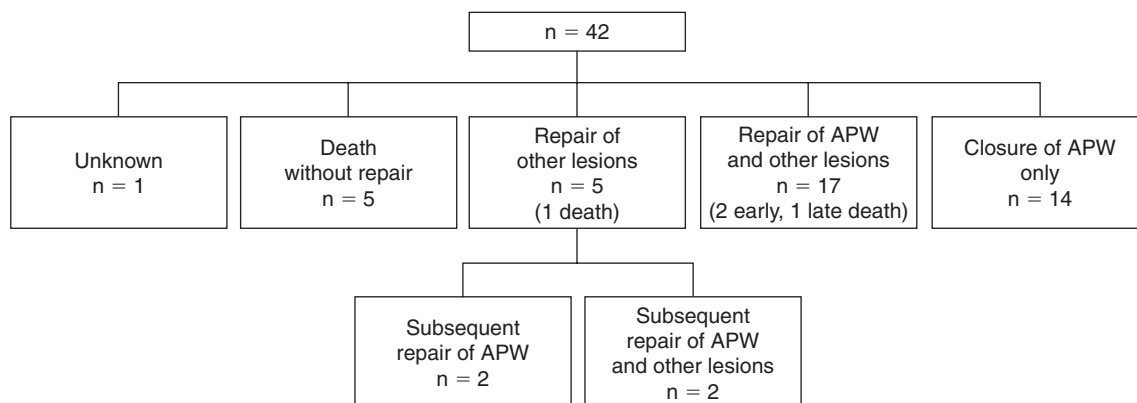 n = 42
Unknown
n = 1
Death
without repair
n = 5
Repair of
other lesions
n = 5
(1 death)
Repair of APW
and other lesions
n = 17
(2 early, 1 late death)
Closure of APW
only
n = 14
Subsequent
repair of APW
n = 2
Subsequent
repair of APW
and other lesions
n = 2